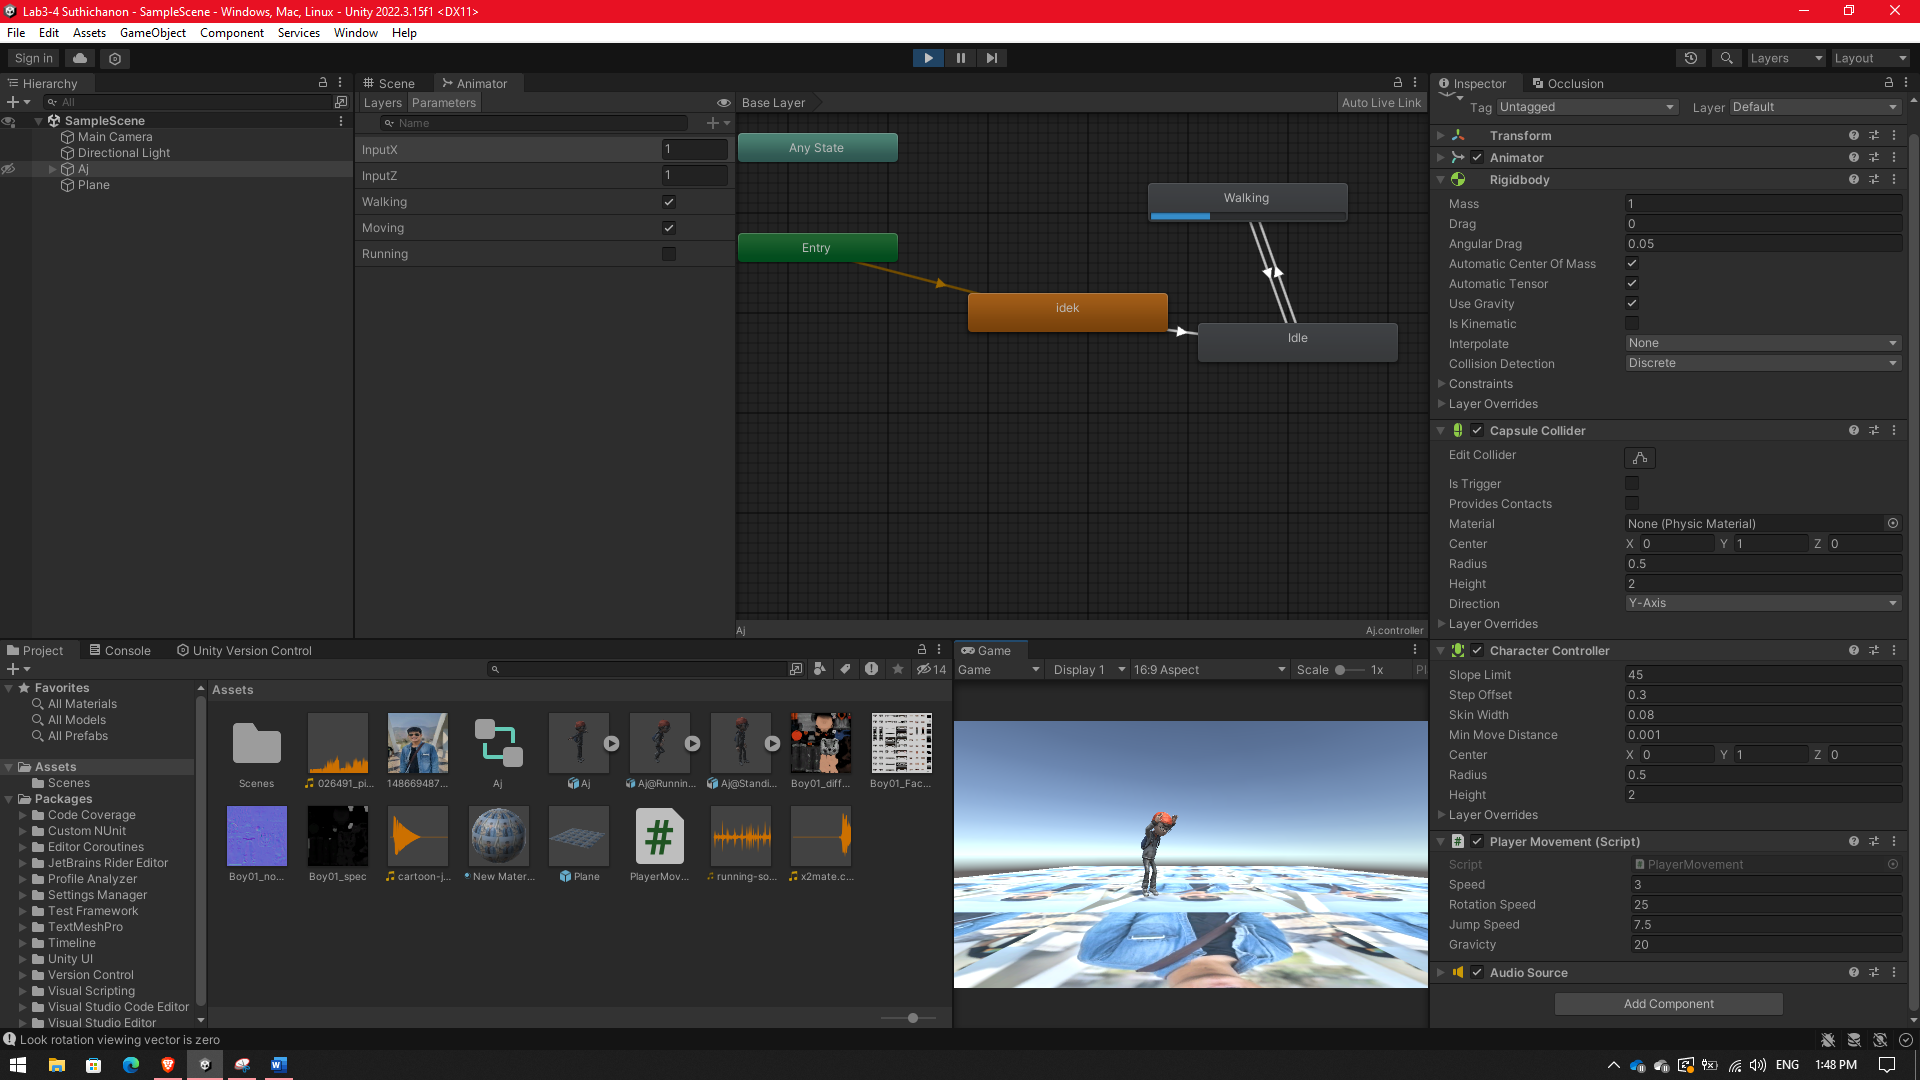 Lab3-4 Suthichanon - SampleScene - Windows, Mac, Linux - Unity 2022.3.15f1 <DX11>
File Edit Assets GameObject Component Services Window Help
Sign in
Layers Layout
Hierarchy
All
SampleScene
Main Camera
Directional Light
Aj
Plane
Scene Animator
Layers Parameters
Base Layer
Auto Live Link
Name
InputX 1
InputZ 1
Walking
Moving
Running
Any State
Entry
idek
Walking
Idle
Aj
Aj.controller
Inspector Occlusion
Tag Untagged Layer Default
Transform
Animator
Rigidbody
Mass 1
Drag 0
Angular Drag 0.05
Automatic Center Of Mass
Automatic Tensor
Use Gravity
Is Kinematic
Interpolate None
Collision Detection Discrete
Constraints
Layer Overrides
Capsule Collider
Edit Collider
Is Trigger
Provides Contacts
Material None (Physic Material)
Center X 0 Y 1 Z 0
Radius 0.5
Height 2
Direction Y-Axis
Layer Overrides
Character Controller
Slope Limit 45
Step Offset 0.3
Skin Width 0.08
Min Move Distance 0.001
Center X 0 Y 1 Z 0
Radius 0.5
Height 2
Layer Overrides
Player Movement (Script)
Script PlayerMovement
Speed 3
Rotation Speed 25
Jump Speed 7.5
Gravicty 20
Audio Source
Add Component
Project Console Unity Version Control
14
Favorites
All Materials
All Models
All Prefabs
Assets
Scenes
Packages
Code Coverage
Custom NUnit
Editor Coroutines
JetBrains Rider Editor
Profile Analyzer
Settings Manager
Test Framework
TextMeshPro
Timeline
Unity UI
Version Control
Visual Scripting
Visual Studio Code Editor
Visual Studio Editor
Assets
Scenes 026491_pi... 148669487... Aj Aj Aj@Runnin... Aj@Standi... Boy01_diff... Boy01_Fac...
Boy01_no... Boy01_spec cartoon-j... New Mater... Plane PlayerMov... running-so... x2mate.c...
Game
Game Display 1 16:9 Aspect Scale 1x Pl
Look rotation viewing vector is zero
ENG 1:48 PM